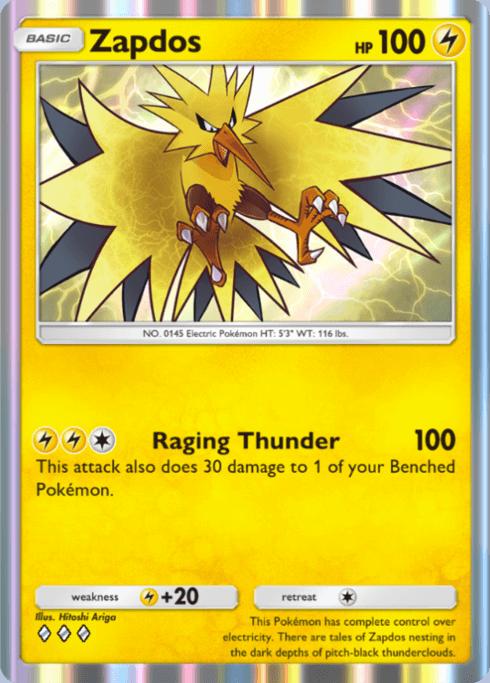 BASIC Zapdos HP 100
NO. 0145 Electric Pokémon HT: 5'3" WT: 116 lbs.
Raging Thunder 100
This attack also does 30 damage to 1 of your Benched
Pokémon.
weakness +20 retreat
Illus. Hitoshi Ariga
This Pokémon has complete control over
electricity. There are tales of Zapdos nesting in
the dark depths of pitch-black thunderclouds.